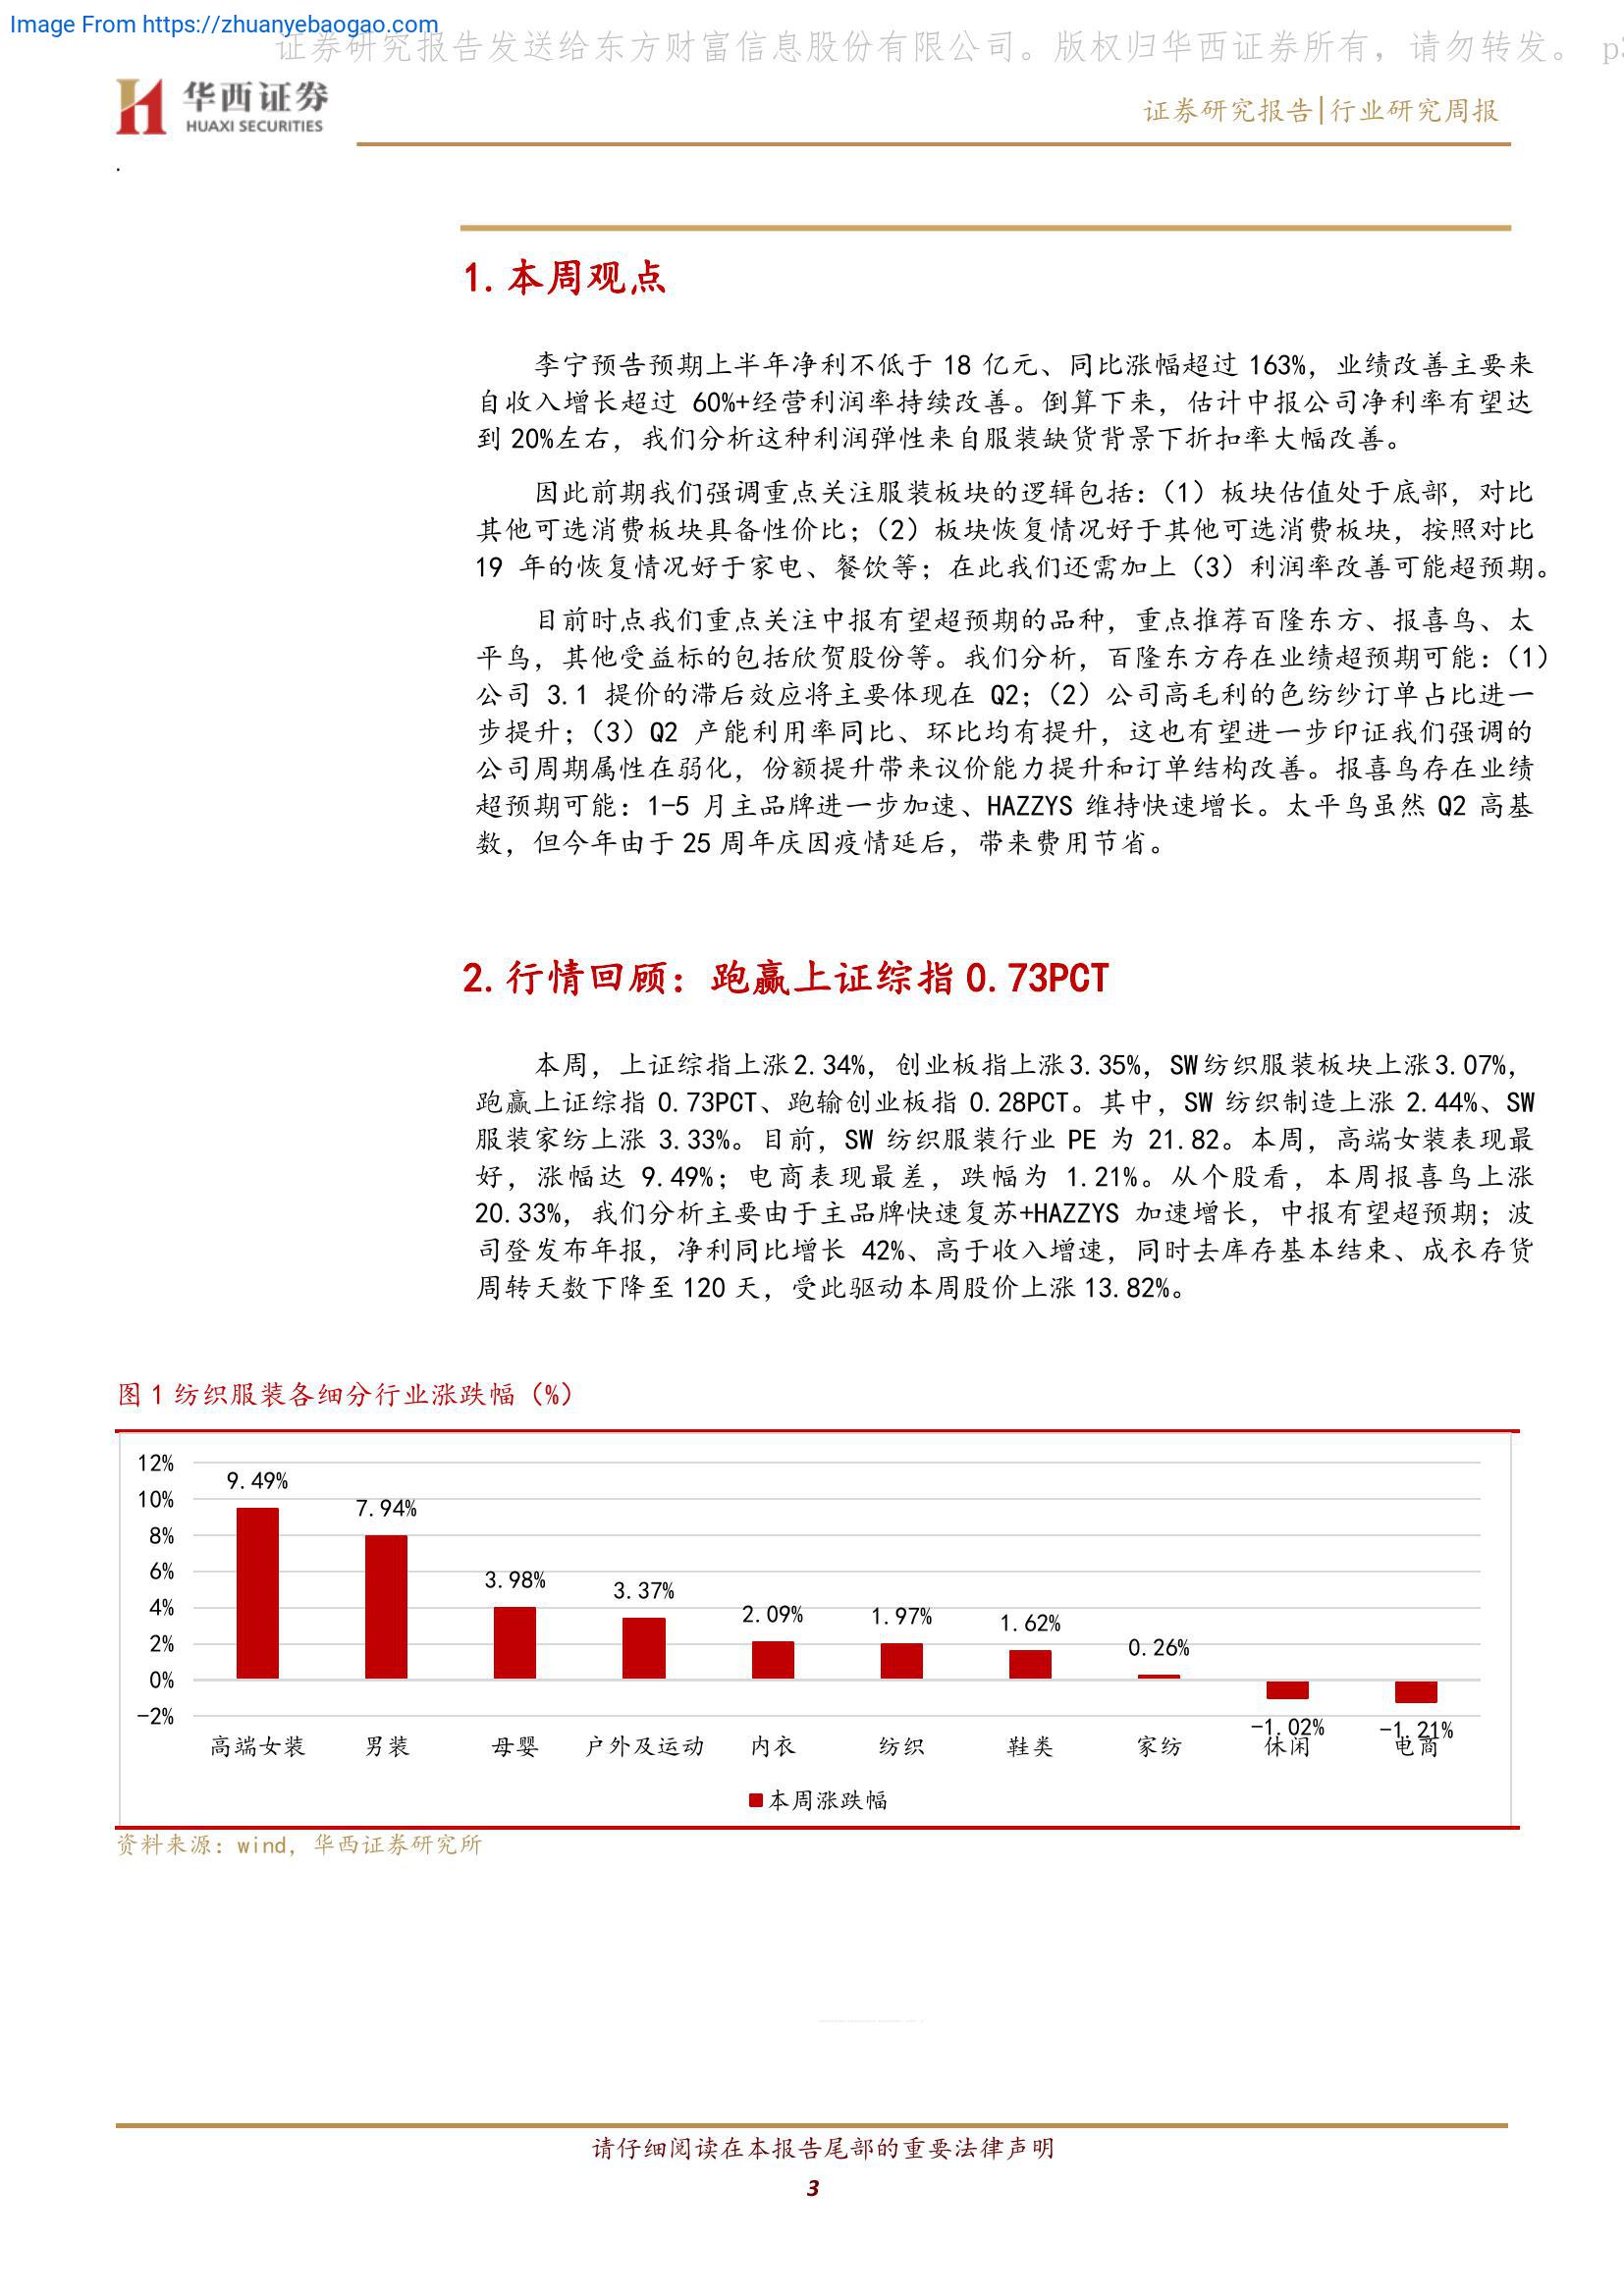 Image From https://zhuanyebaogao.com
证券研究报告发送给东方财富信息股份有限公司。版权归华西证券所有，请勿转发。 p3
华西证券
HUAXI SECURITIES
证券研究报告|行业研究周报
1.本周观点
李宁预告预期上半年净利不低于 18 亿元、同比涨幅超过 163%，业绩改善主要来
自收入增长超过 60%+经营利润率持续改善。倒算下来，估计中报公司净利率有望达
到 20%左右，我们分析这种利润弹性来自服装缺货背景下折扣率大幅改善。
因此前期我们强调重点关注服装板块的逻辑包括：（1）板块估值处于底部，对比
其他可选消费板块具备性价比；（2）板块恢复情况好于其他可选消费板块，按照对比
19 年的恢复情况好于家电、餐饮等；在此我们还需加上（3）利润率改善可能超预期。
目前时点我们重点关注中报有望超预期的品种，重点推荐百隆东方、报喜鸟、太
平鸟，其他受益标的包括欣贺股份等。我们分析，百隆东方存在业绩超预期可能：（1）
公司 3.1 提价的滞后效应将主要体现在 Q2；（2）公司高毛利的色纺纱订单占比进一
步提升；（3）Q2 产能利用率同比、环比均有提升，这也有望进一步印证我们强调的
公司周期属性在弱化，份额提升带来议价能力提升和订单结构改善。报喜鸟存在业绩
超预期可能：1-5 月主品牌进一步加速、HAZZYS 维持快速增长。太平鸟虽然 Q2 高基
数，但今年由于 25 周年庆因疫情延后，带来费用节省。
2.行情回顾：跑赢上证综指 0.73PCT
本周，上证综指上涨2.34%，创业板指上涨3.35%，SW纺织服装板块上涨3.07%，
跑赢上证综指 0.73PCT、跑输创业板指 0.28PCT。其中，SW 纺织制造上涨 2.44%、SW
服装家纺上涨 3.33%。目前，SW 纺织服装行业 PE 为 21.82。本周，高端女装表现最
好，涨幅达 9.49%；电商表现最差，跌幅为 1.21%。从个股看，本周报喜鸟上涨
20.33%，我们分析主要由于主品牌快速复苏+HAZZYS 加速增长，中报有望超预期；波
司登发布年报，净利同比增长 42%、高于收入增速，同时去库存基本结束、成衣存货
周转天数下降至 120 天，受此驱动本周股价上涨 13.82%。
图 1 纺织服装各细分行业涨跌幅（%）
12%
10%
8%
6%
4%
2%
0%
-2%
9.49%
7.94%
3.98%
3.37%
2.09%
1.97%
1.62%
0.26%
-1.02%
-1.21%
高端女装 男装 母婴 户外及运动 内衣 纺织 鞋类 家纺 休闲 电商
本周涨跌幅
资料来源：wind，华西证券研究所
请仔细阅读在本报告尾部的重要法律声明
3